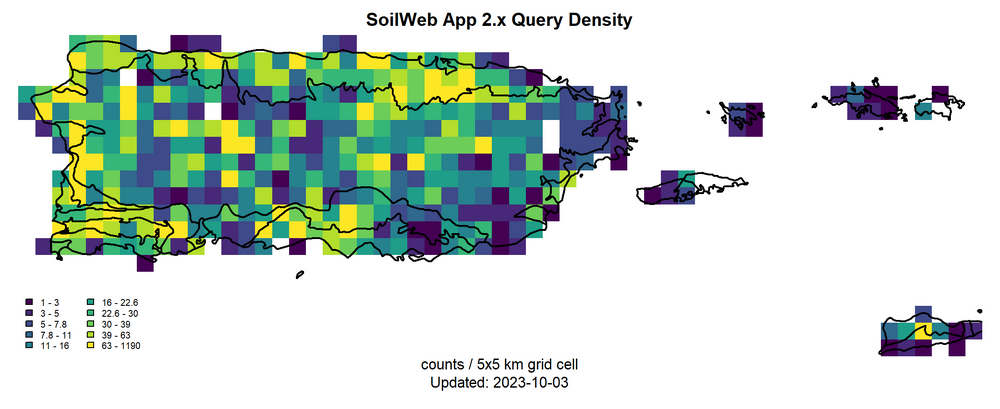 SoilWeb App 2.x Query Density
1 - 3
3 - 5
5 - 7.8
7.8 - 11
11 - 16
16 - 22.6
22.6 - 30
30 - 39
39 - 63
63 - 1190
counts / 5x5 km grid cell
Updated: 2023-10-03